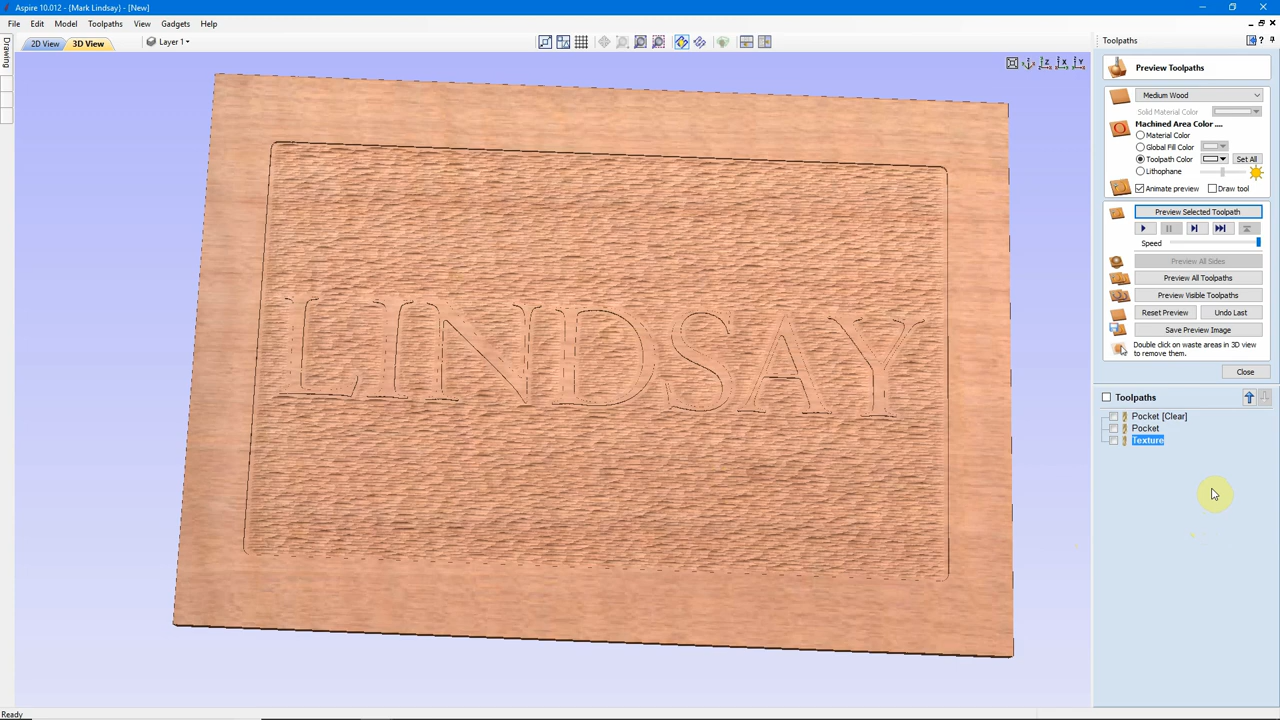 Aspire 10.012 - {Mark Lindsay} - [New]
File Edit Model Toolpaths View Gadgets Help
2D View 3D View Layer 1
Drawing
Toolpaths
Preview Toolpaths
Medium Wood
Solid Material Color
Machined Area Color ....
Material Color
Global Fill Color
Toolpath Color Set All
Lithophane
Animate preview Draw tool
Preview Selected Toolpath
Speed
Preview All Sides
Preview All Toolpaths
Preview Visible Toolpaths
Reset Preview Undo Last
Save Preview Image
Double click on waste areas in 3D view
to remove them.
Close
Toolpaths
Pocket [Clear]
Pocket
Texture
LINDSAY
Ready